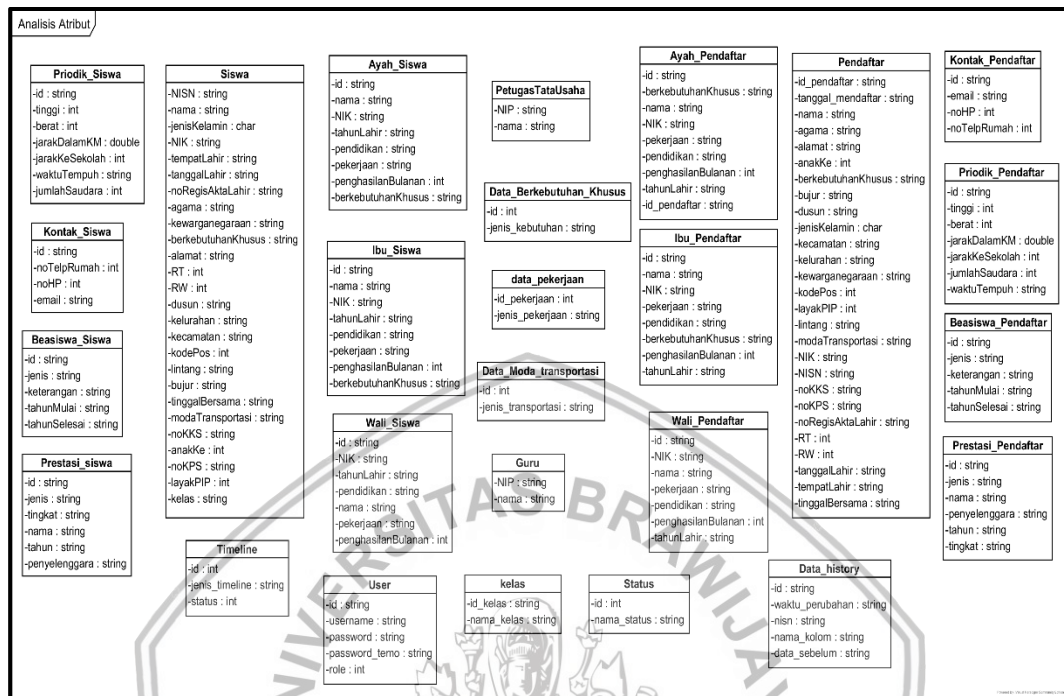 Analisis Atribut
Priodik_Siswa
-id : string
-tinggi : int
-berat : int
-jarakDalamKM : double
-jarakKeSekolah : int
-waktuTempuh : string
-jumlahSaudara : int
Kontak_Siswa
-id : string
-noTelpRumah : int
-noHP : int
-email : string
Beasiswa_Siswa
-id : string
-jenis : string
-keterangan : string
-tahunMulai : string
-tahunSelesai : string
Prestasi_siswa
-id : string
-jenis : string
-tingkat : string
-nama : string
-tahun : string
-penyelenggara : string
Siswa
-NISN : string
-nama : string
-jenisKelamin : char
-NIK : string
-tempatLahir : string
-tanggalLahir : string
-noRegisAktaLahir : string
-agama : string
-kewarganegaraan : string
-berkebutuhanKhusus : string
-alamat : string
-RT : int
-RW : int
-dusun : string
-kelurahan : string
-kecamatan : string
-kodePos : int
-lintang : string
-bujur : string
-tinggalBersama : string
-modaTransportasi : string
-noKKS : string
-anakKe : int
-noKPS : string
-layakPIP : int
-kelas : string
Timeline
-id : int
-jenis_timeline : string
-status : int
Ayah_Siswa
-id : string
-nama : string
-NIK : string
-tahunLahir : string
-pendidikan : string
-pekerjaan : string
-penghasilanBulanan : int
-berkebutuhanKhusus : string
Ibu_Siswa
-id : string
-nama : string
-NIK : string
-tahunLahir : string
-pendidikan : string
-pekerjaan : string
-penghasilanBulanan : int
-berkebutuhanKhusus : string
Wali_Siswa
-id : string
-NIK : string
-tahunLahir : string
-pendidikan : string
-nama : string
-pekerjaan : string
-penghasilanBulanan : int
User
-id : string
-username : string
-password : string
-password_temo : string
-role : int
PetugasTataUsaha
-NIP : string
-nama : string
Data_Berkebutuhan_Khusus
-id : int
-jenis_kebutuhan : string
data_pekerjaan
-id_pekerjaan : int
-jenis_pekerjaan : string
Data_Moda_transportasi
-id : int
-jenis_transportasi : string
Guru
-NIP : string
-nama : string
kelas
-id_kelas : string
-nama_kelas : string
Status
-id : int
-nama_status : string
Ayah_Pendaftar
-id : string
-berkebutuhanKhusus : string
-nama : string
-NIK : string
-pekerjaan : string
-pendidikan : string
-penghasilanBulanan : int
-tahunLahir : string
-id_pendaftar : string
Ibu_Pendaftar
-id : string
-nama : string
-NIK : string
-pekerjaan : string
-pendidikan : string
-berkebutuhanKhusus : string
-penghasilanBulanan : int
-tahunLahir : string
Wali_Pendaftar
-id : string
-NIK : string
-nama : string
-pekerjaan : string
-pendidikan : string
-penghasilanBulanan : int
-tahunLahir : string
Pendaftar
-id_pendaftar : string
-tanggal_mendaftar : string
-nama : string
-agama : string
-alamat : string
-anakKe : int
-berkebutuhanKhusus : string
-bujur : string
-dusun : string
-jenisKelamin : char
-kecamatan : string
-kelurahan : string
-kewarganegaraan : string
-kodePos : int
-layakPIP : int
-lintang : string
-modaTransportasi : string
-NIK : string
-NISN : string
-noKKS : string
-noKPS : string
-noRegisAktaLahir : string
-RT : int
-RW : int
-tanggalLahir : string
-tempatLahir : string
-tinggalBersama : string
Data_history
-id : string
-waktu_perubahan : string
-nisn : string
-nama_kolom : string
-data_sebelum : string
Kontak_Pendaftar
-id : string
-email : string
-noHP : int
-noTelpRumah : int
Priodik_Pendaftar
-id : string
-tinggi : int
-berat : int
-jarakDalamKM : double
-jarakKeSekolah : int
-jumlahSaudara : int
-waktuTempuh : string
Beasiswa_Pendaftar
-id : string
-jenis : string
-keterangan : string
-tahunMulai : string
-tahunSelesai : string
Prestasi_Pendaftar
-id : string
-jenis : string
-nama : string
-penyelenggara : string
-tahun : string
-tingkat : string
UNIVERSITAS BRAWIJAYA